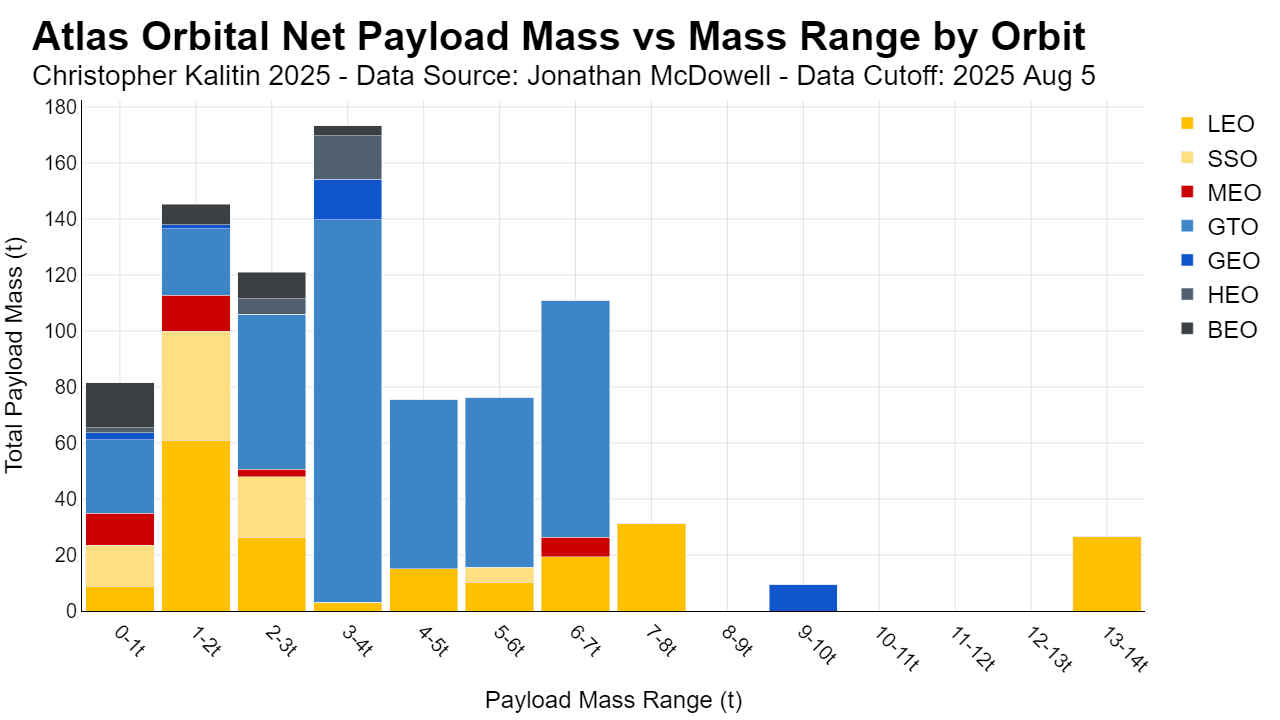 Atlas Orbital Net Payload Mass vs Mass Range by Orbit
Christopher Kalitin 2025 - Data Source: Jonathan McDowell - Data Cutoff: 2025 Aug 5
Total Payload Mass (t)
180
160
140
120
100
80
60
40
20
0
0-1t
1-2t
2-3t
3-4t
4-5t
5-6t
6-7t
7-8t
8-9t
9-10t
10-11t
11-12t
12-13t
13-14t
Payload Mass Range (t)
LEO
SSO
MEO
GTO
GEO
HEO
BEO